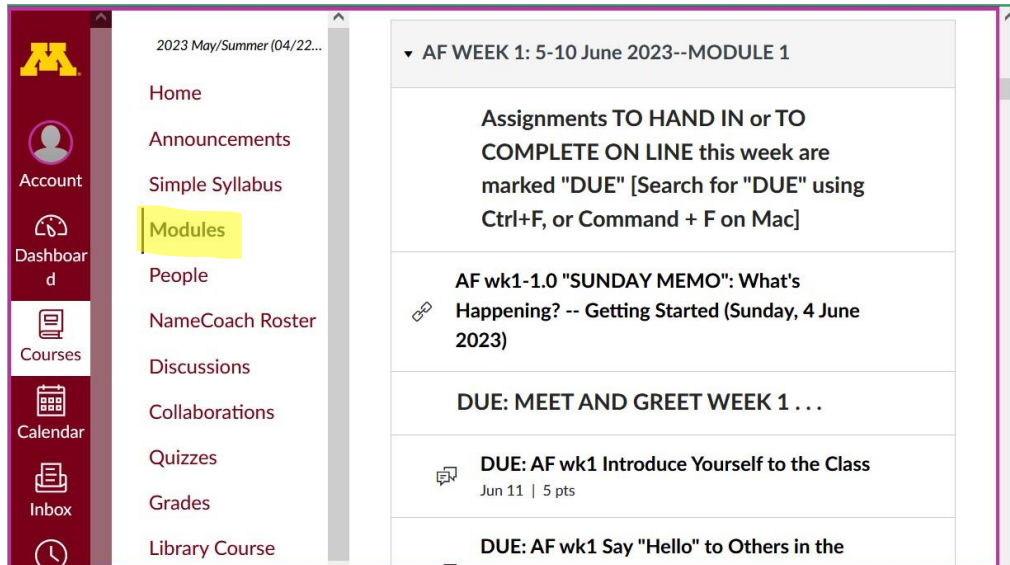 M
Account
Dashboar
d
Courses
Calendar
Inbox
2023 May/Summer (04/22...
Home
Announcements
Simple Syllabus
Modules
People
NameCoach Roster
Discussions
Collaborations
Quizzes
Grades
Library Course
AF WEEK 1: 5-10 June 2023--MODULE 1
Assignments TO HAND IN or TO
COMPLETE ON LINE this week are
marked "DUE" [Search for "DUE" using
Ctrl+F, or Command + F on Mac]
AF wk1-1.0 "SUNDAY MEMO": What's
Happening? -- Getting Started (Sunday, 4 June
2023)
DUE: MEET AND GREET WEEK 1 . . .
DUE: AF wk1 Introduce Yourself to the Class
Jun 11 | 5 pts
DUE: AF wk1 Say "Hello" to Others in the